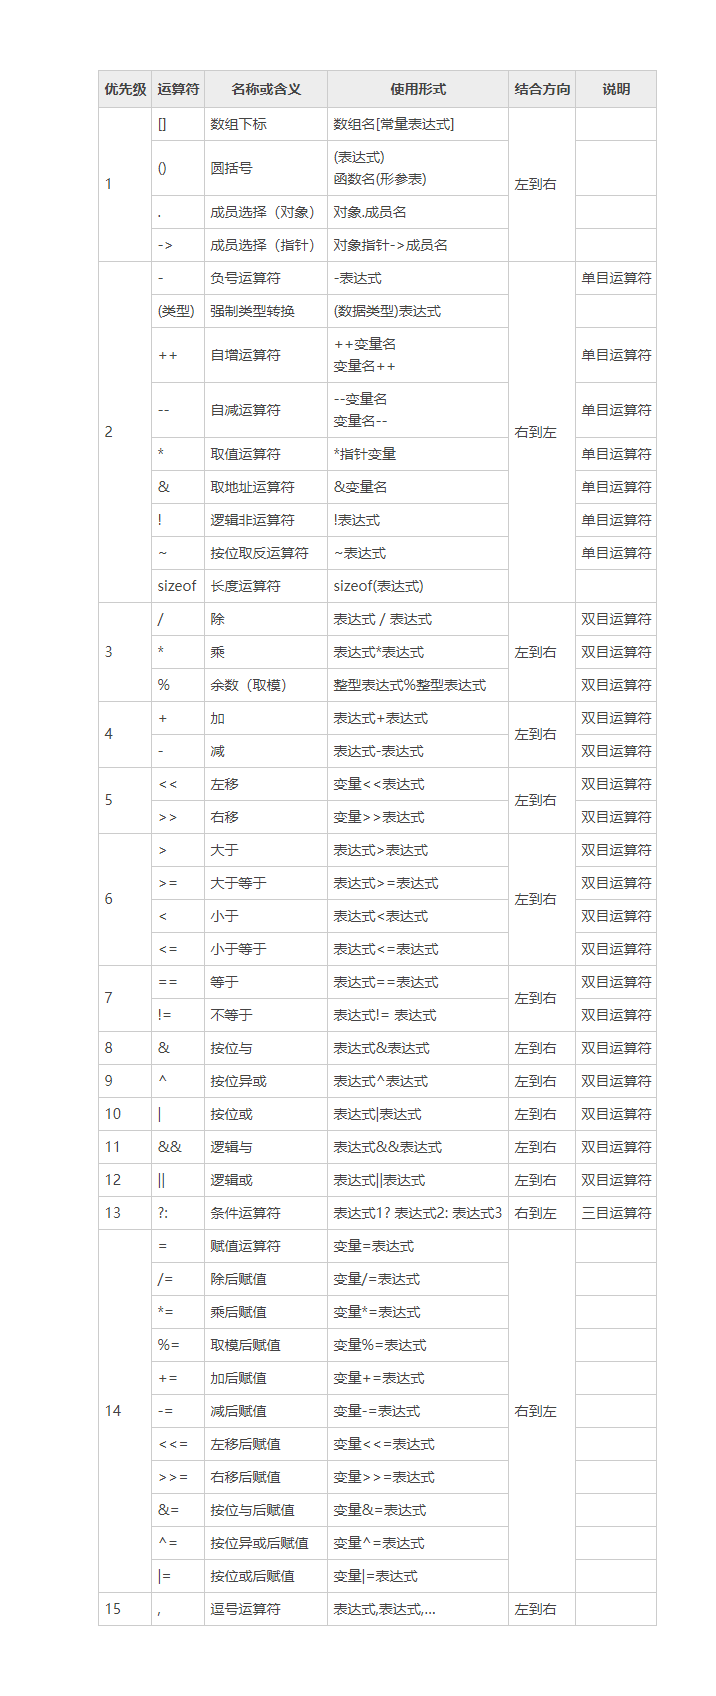 优先级 运算符 名称或含义 使用形式 结合方向 说明
1 [] 数组下标 数组名[常量表达式] 左到右
() 圆括号 (表达式)
函数名(形参表)
. 成员选择（对象） 对象.成员名
-> 成员选择（指针） 对象指针->成员名
2 - 负号运算符 -表达式 右到左 单目运算符
(类型) 强制类型转换 (数据类型)表达式
++ 自增运算符 ++变量名 单目运算符
变量名++
-- 自减运算符 --变量名 单目运算符
变量名--
* 取值运算符 *指针变量 单目运算符
& 取地址运算符 &变量名 单目运算符
! 逻辑非运算符 !表达式 单目运算符
~ 按位取反运算符 ~表达式 单目运算符
sizeof 长度运算符 sizeof(表达式)
3 / 除 表达式 / 表达式 左到右 双目运算符
* 乘 表达式*表达式 双目运算符
% 余数（取模） 整型表达式%整型表达式 双目运算符
4 + 加 表达式+表达式 左到右 双目运算符
- 减 表达式-表达式 双目运算符
5 << 左移 变量<<表达式 左到右 双目运算符
>> 右移 变量>>表达式 双目运算符
6 > 大于 表达式>表达式 左到右 双目运算符
>= 大于等于 表达式>=表达式 双目运算符
< 小于 表达式<表达式 双目运算符
<= 小于等于 表达式<=表达式 双目运算符
7 == 等于 表达式==表达式 左到右 双目运算符
!= 不等于 表达式!= 表达式 双目运算符
8 & 按位与 表达式&表达式 左到右 双目运算符
9 ^ 按位异或 表达式^表达式 左到右 双目运算符
10 | 按位或 表达式|表达式 左到右 双目运算符
11 && 逻辑与 表达式&&表达式 左到右 双目运算符
12 || 逻辑或 表达式||表达式 左到右 双目运算符
13 ?: 条件运算符 表达式1? 表达式2: 表达式3 右到左 三目运算符
14 = 赋值运算符 变量=表达式 右到左
/= 除后赋值 变量/=表达式
*= 乘后赋值 变量*=表达式
%= 取模后赋值 变量%=表达式
+= 加后赋值 变量+=表达式
-= 减后赋值 变量-=表达式
<<= 左移后赋值 变量<<=表达式
>>= 右移后赋值 变量>>=表达式
&= 按位与后赋值 变量&=表达式
^= 按位异或后赋值 变量^=表达式
|= 按位或后赋值 变量|=表达式
15 , 逗号运算符 表达式,表达式,... 左到右